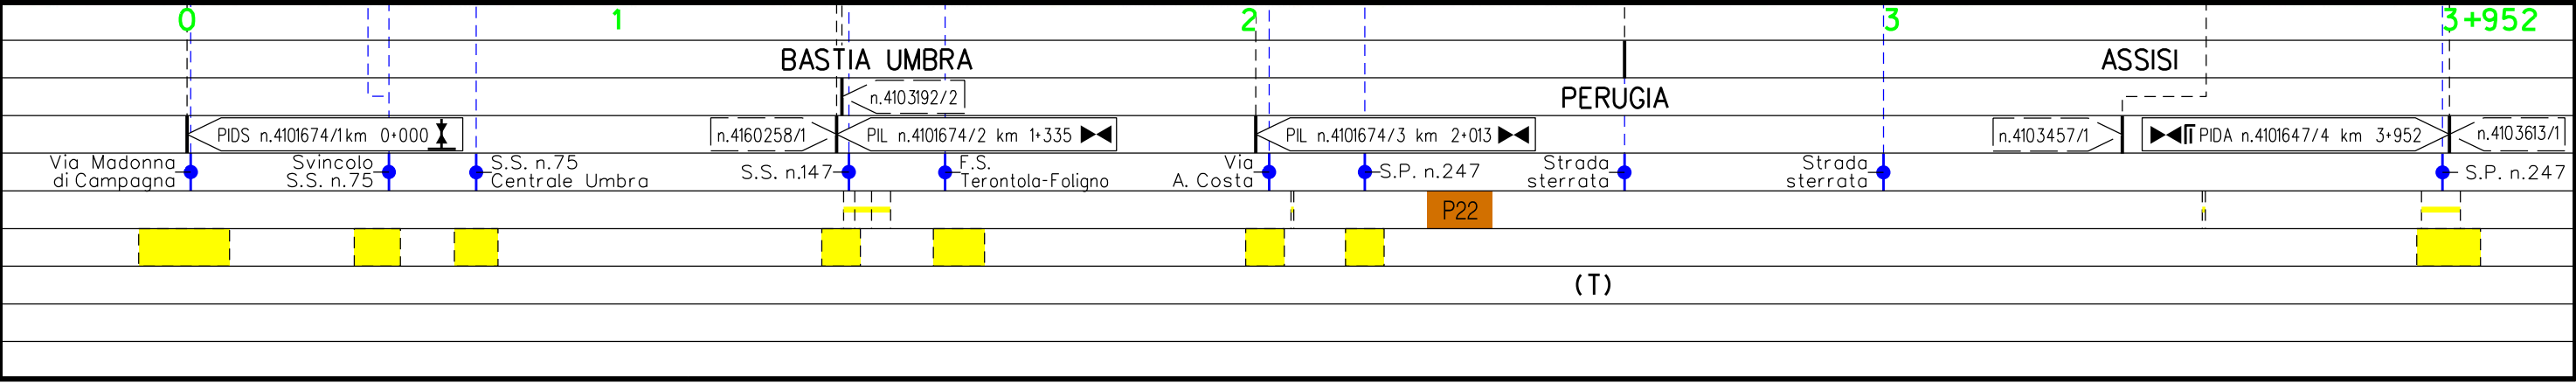 0 1 2 3 3+952
BASTIA UMBRA ASSISI
n.4103192/2 PERUGIA
PIDS n.4101674/1 km 0+000 n.4160258/1 PIL n.4101674/2 km 1+335 PIL n.4101674/3 km 2+013 n.4103457/1 PIDA n.4101647/4 km 3+952 n.4103613/1
Via Madonna
di Campagna
Svincolo
S.S. n.75
S.S. n.75
Centrale Umbra
S.S. n.147
F.S.
Terontola-Foligno
Via
A. Costa
S.P. n.247
Strada
sterrata
Strada
sterrata
S.P. n.247
P22
(T)